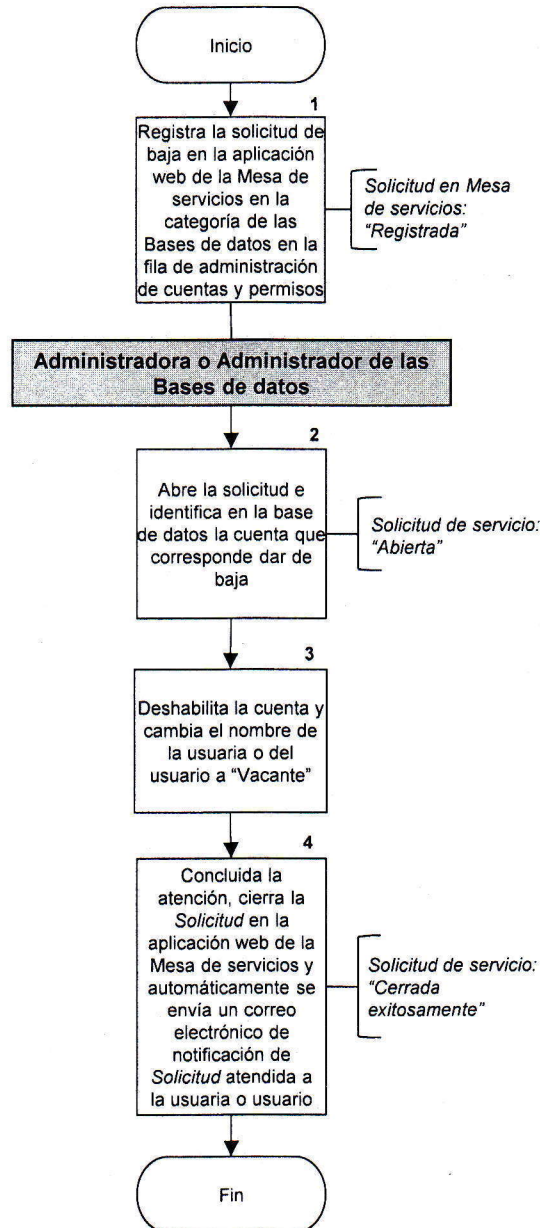 Inicio
1
Registra la solicitud de
baja en la aplicación
web de la Mesa de
servicios en la
categoría de las
Bases de datos en la
fila de administración
de cuentas y permisos
Solicitud en Mesa
de servicios:
“Registrada”
Administradora o Administrador de las
Bases de datos
2
Abre la solicitud e
identifica en la base
de datos la cuenta que
corresponde dar de
baja
Solicitud de servicio:
“Abierta”
3
Deshabilita la cuenta y
cambia el nombre de
la usuaria o del
usuario a “Vacante”
4
Concluida la
atención, cierra la
Solicitud en la
aplicación web de la
Mesa de servicios y
automáticamente se
envía un correo
electrónico de
notificación de
Solicitud atendida a
la usuaria o usuario
Solicitud de servicio:
“Cerrada
exitosamente”
Fin